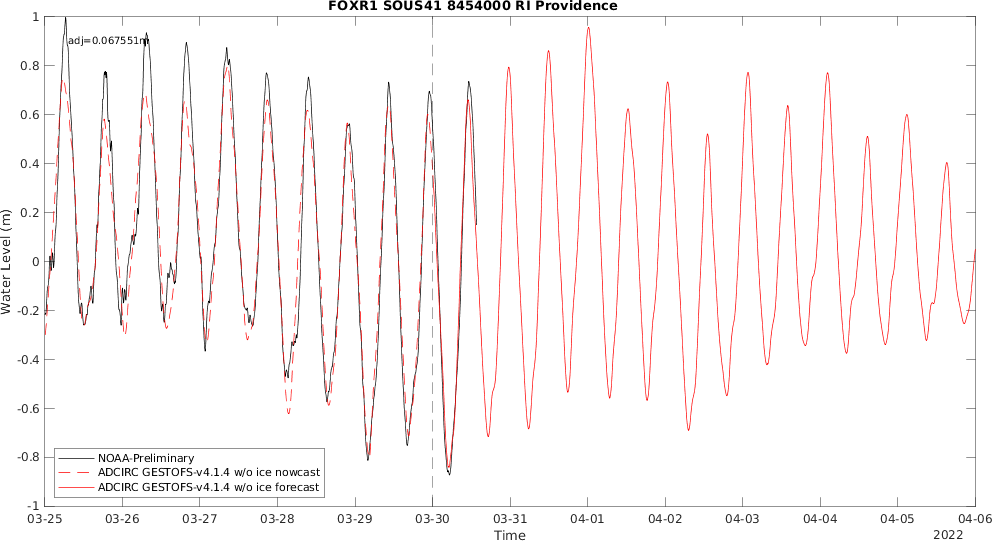 FOXR1 SOUS41 8454000 RI Providence
adj=0.067551m
Water Level (m)
1
0.8
0.6
0.4
0.2
0
-0.2
-0.4
-0.6
-0.8
-1
NOAA-Preliminary
ADCIRC GESTOFS-v4.1.4 w/o ice nowcast
ADCIRC GESTOFS-v4.1.4 w/o ice forecast
03-25 03-26 03-27 03-28 03-29 03-30 03-31 04-01 04-02 04-03 04-04 04-05 04-06
Time
2022